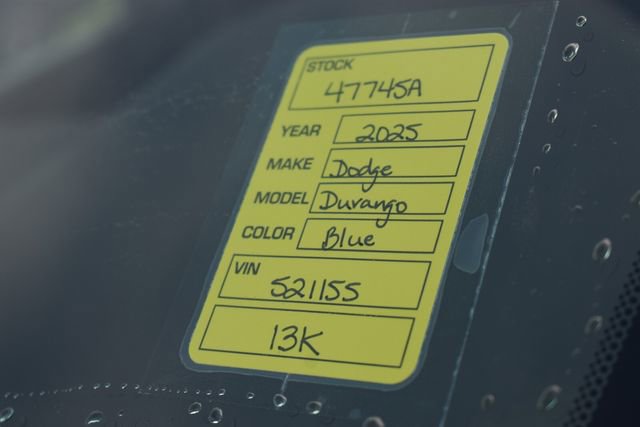 STOCK
47745A
YEAR 2025
MAKE Dodge
MODEL Durango
COLOR Blue
VIN
521155
13K